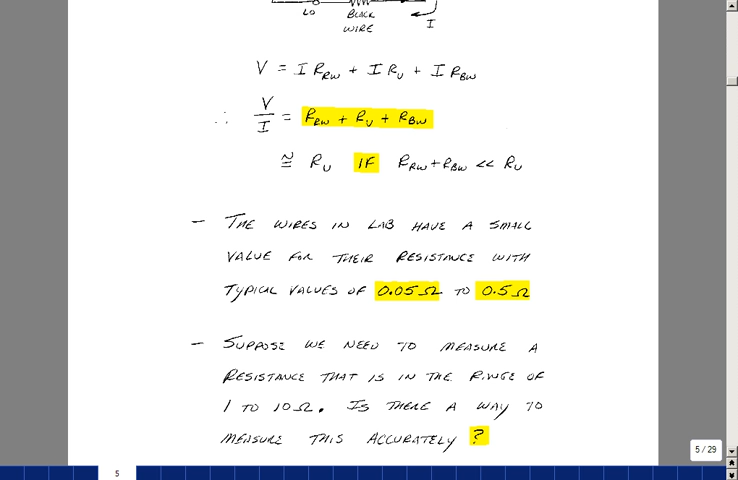 LO BLACK I
WIRE
V = I R_RW + I R_U + I R_BW
∴ V/I = R_RW + R_U + R_BW
≅ R_U IF R_RW + R_BW << R_U
- THE WIRES IN LAB HAVE A SMALL
VALUE FOR THEIR RESISTANCE WITH
TYPICAL VALUES OF 0.05Ω TO 0.5Ω
- SUPPOSE WE NEED TO MEASURE A
RESISTANCE THAT IS IN THE RANGE OF
1 TO 10Ω. IS THERE A WAY TO
MEASURE THIS ACCURATELY ?
5 / 29
5